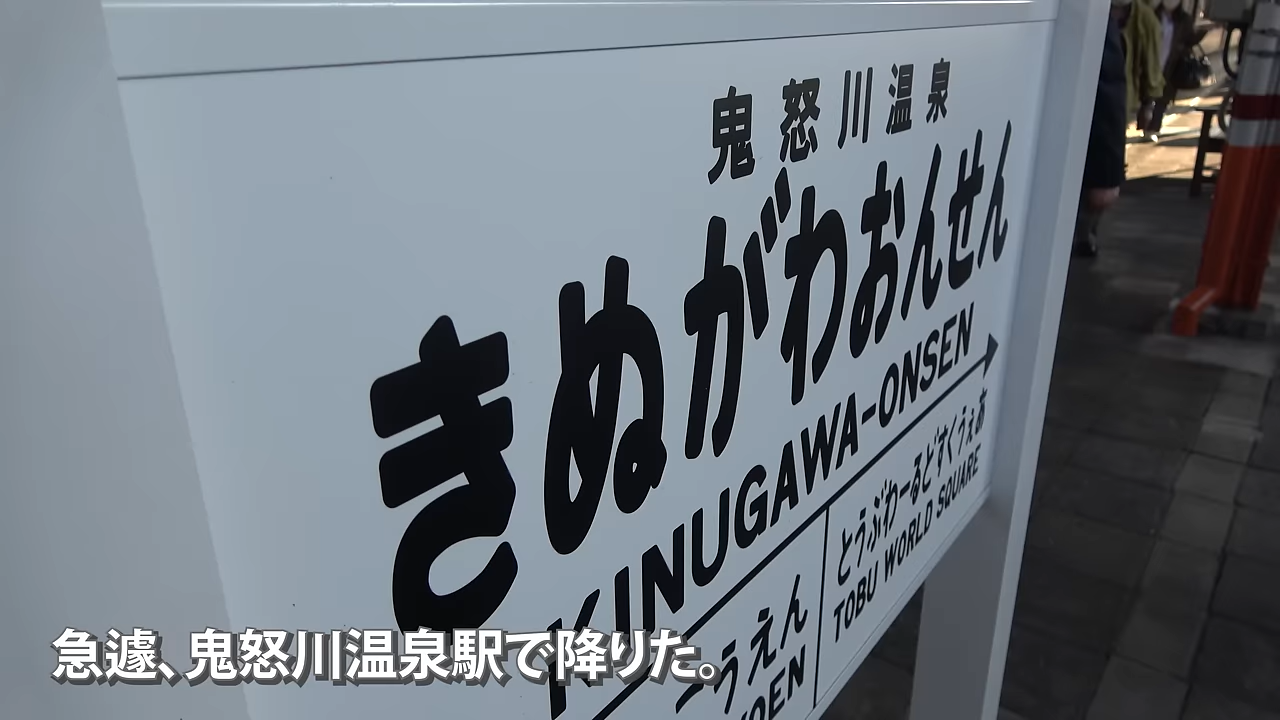 鬼怒川温泉
きぬがわおんせん
KINUGAWA-ONSEN
とうぶわーるどすくうぇあ
TOBU WORLD SQUARE
うえん
急遽、鬼怒川温泉駅で降りた。